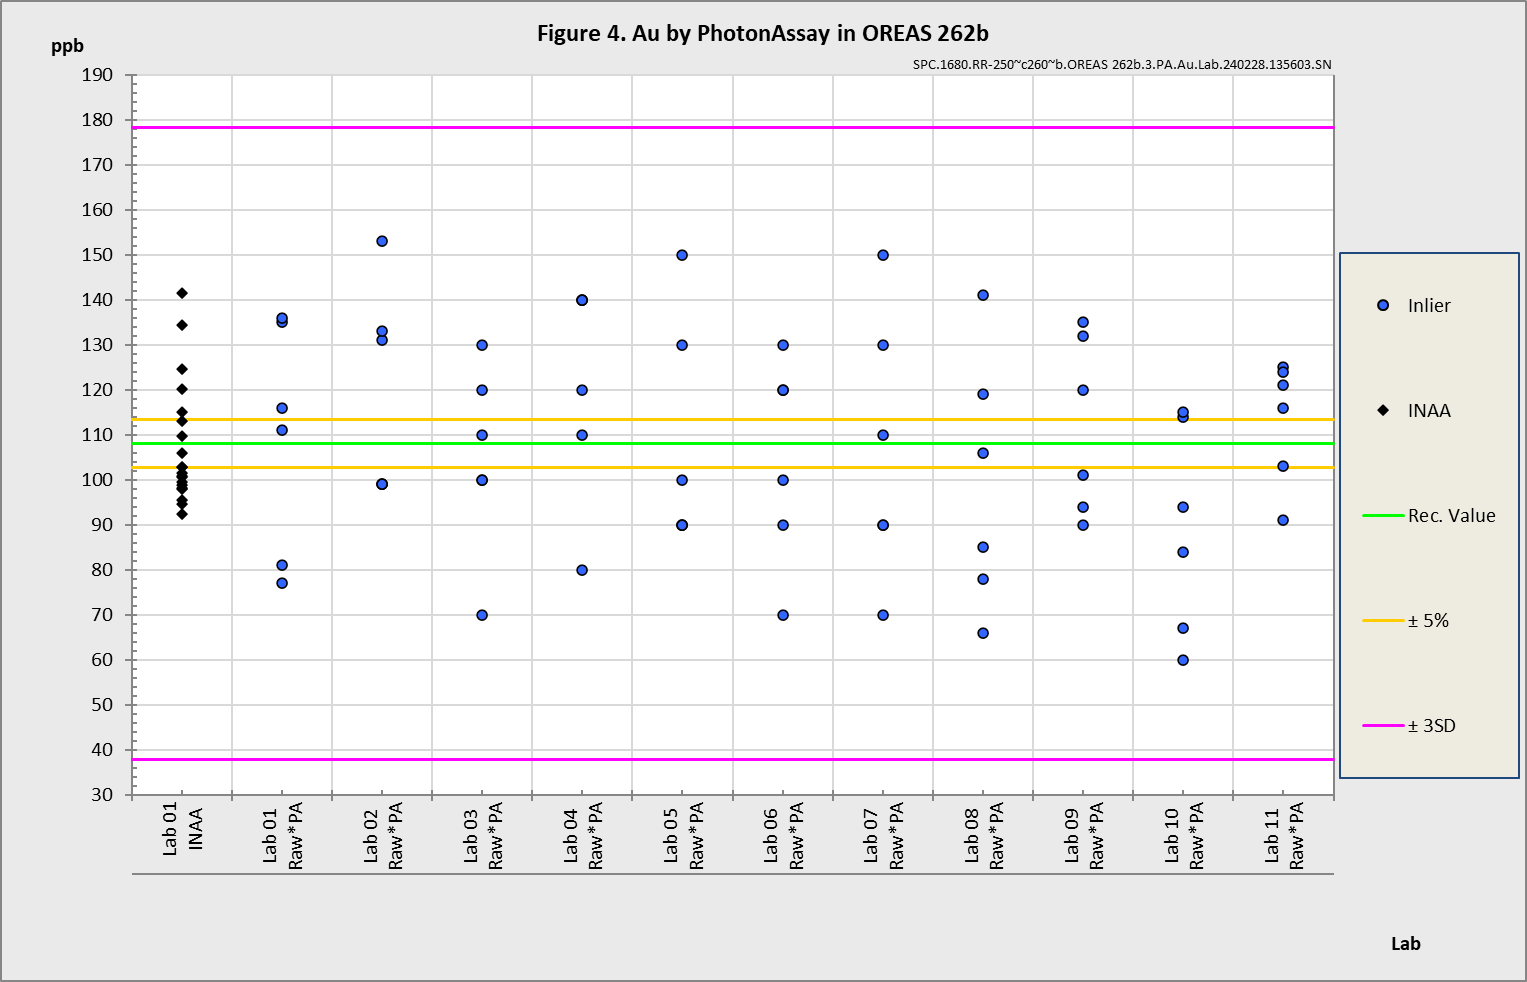 Figure 4. Au by PhotonAssay in OREAS 262b
ppb
SPC.1680.RR-250~c260~b.OREAS 262b.3.PA.Au.Lab.240228.135603.SN
190
180
170
160
150
140
130
120
110
100
90
80
70
60
50
40
30
Lab 01
INAA
Lab 01
Raw*PA
Lab 02
Raw*PA
Lab 03
Raw*PA
Lab 04
Raw*PA
Lab 05
Raw*PA
Lab 06
Raw*PA
Lab 07
Raw*PA
Lab 08
Raw*PA
Lab 09
Raw*PA
Lab 10
Raw*PA
Lab 11
Raw*PA
Lab
Inlier
INAA
Rec. Value
± 5%
± 3SD